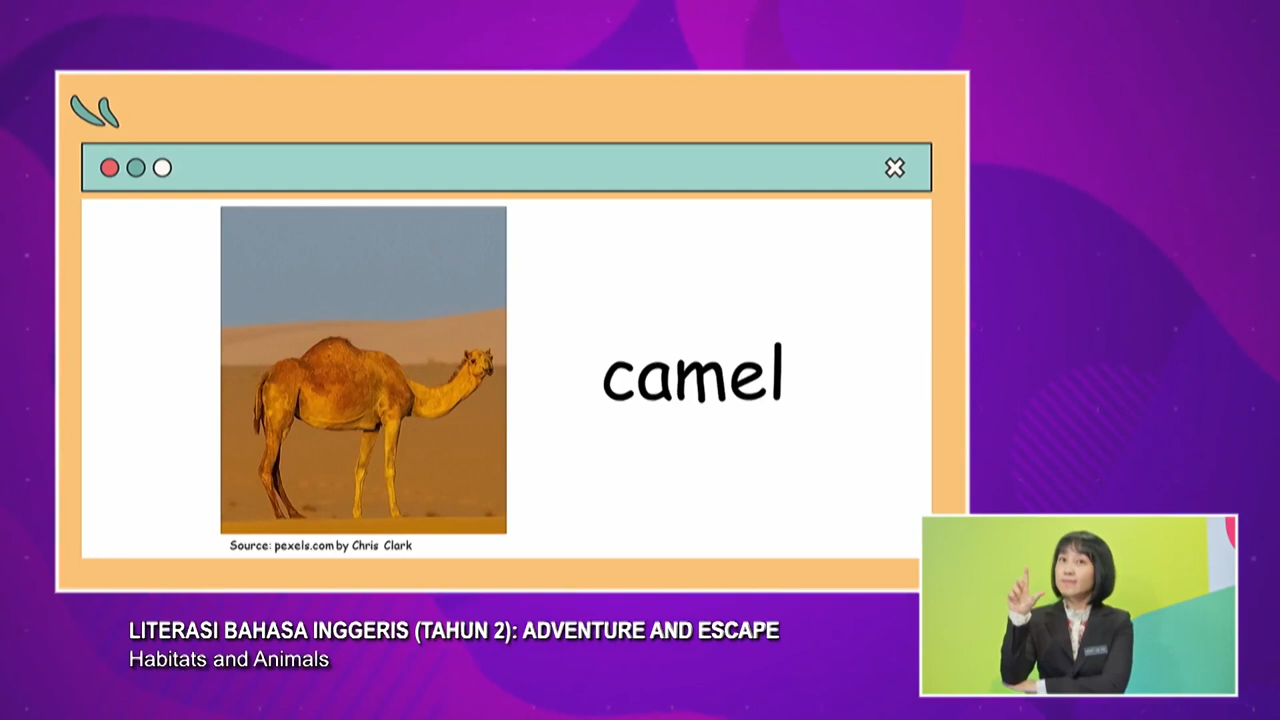 camel
Source: pexels.com by Chris Clark
LITERASI BAHASA INGGERIS (TAHUN 2): ADVENTURE AND ESCAPE
Habitats and Animals